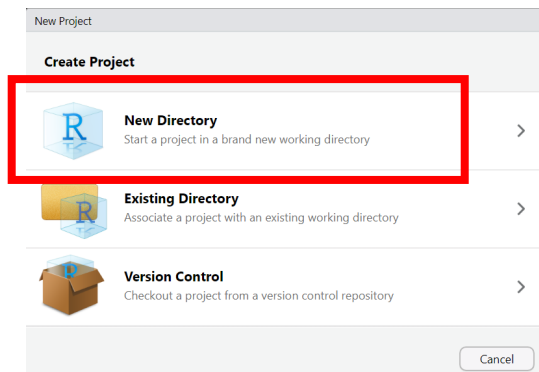 New Project
Create Project
R
New Directory
Start a project in a brand new working directory
R
Existing Directory
Associate a project with an existing working directory
R
Version Control
Checkout a project from a version control repository
Cancel